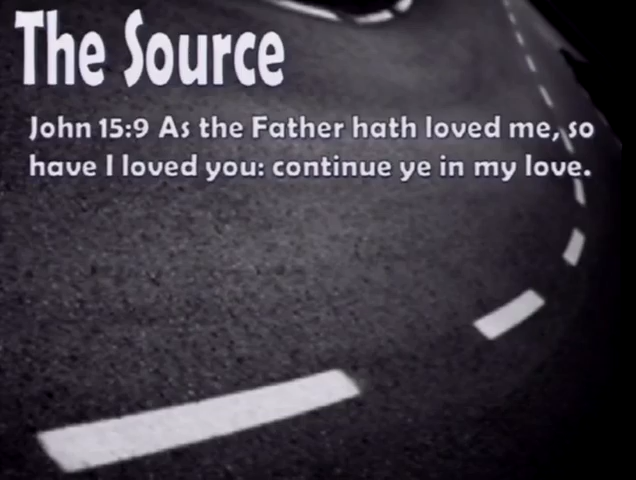 The Source
John 15:9 As the Father hath loved me, so
have I loved you: continue ye in my love.